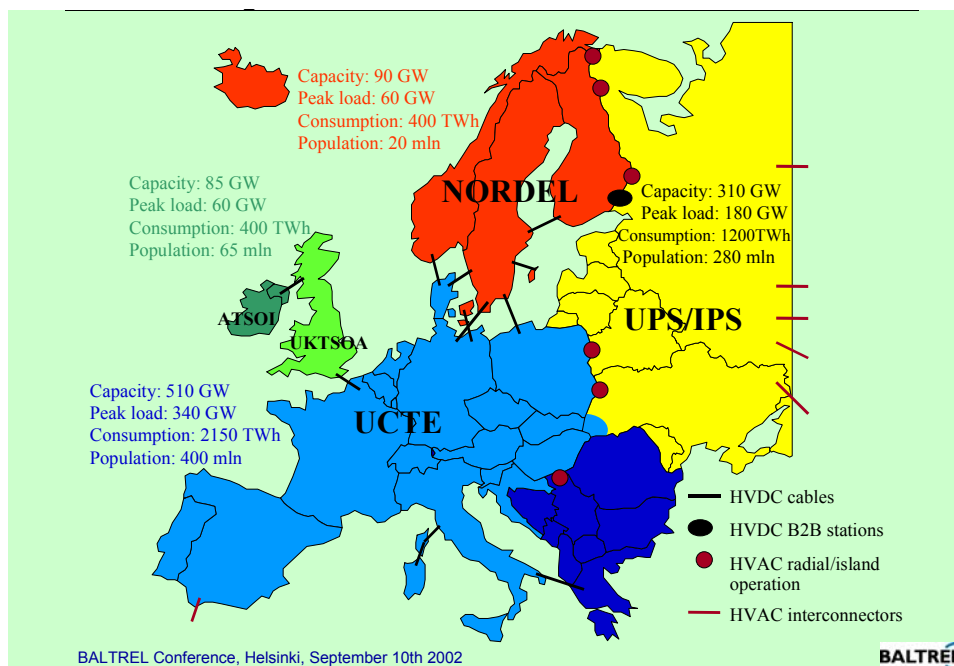 Capacity: 90 GW
Peak load: 60 GW
Consumption: 400 TWh
Population: 20 mln
Capacity: 85 GW
Peak load: 60 GW
Consumption: 400 TWh
Population: 65 mln
NORDEL
Capacity: 310 GW
Peak load: 180 GW
Consumption: 1200TWh
Population: 280 mln
ATSOI
UKTSOA
UPS/IPS
Capacity: 510 GW
Peak load: 340 GW
Consumption: 2150 TWh
Population: 400 mln
UCTE
HVDC cables
HVDC B2B stations
HVAC radial/island
operation
HVAC interconnectors
BALTREL Conference, Helsinki, September 10th 2002